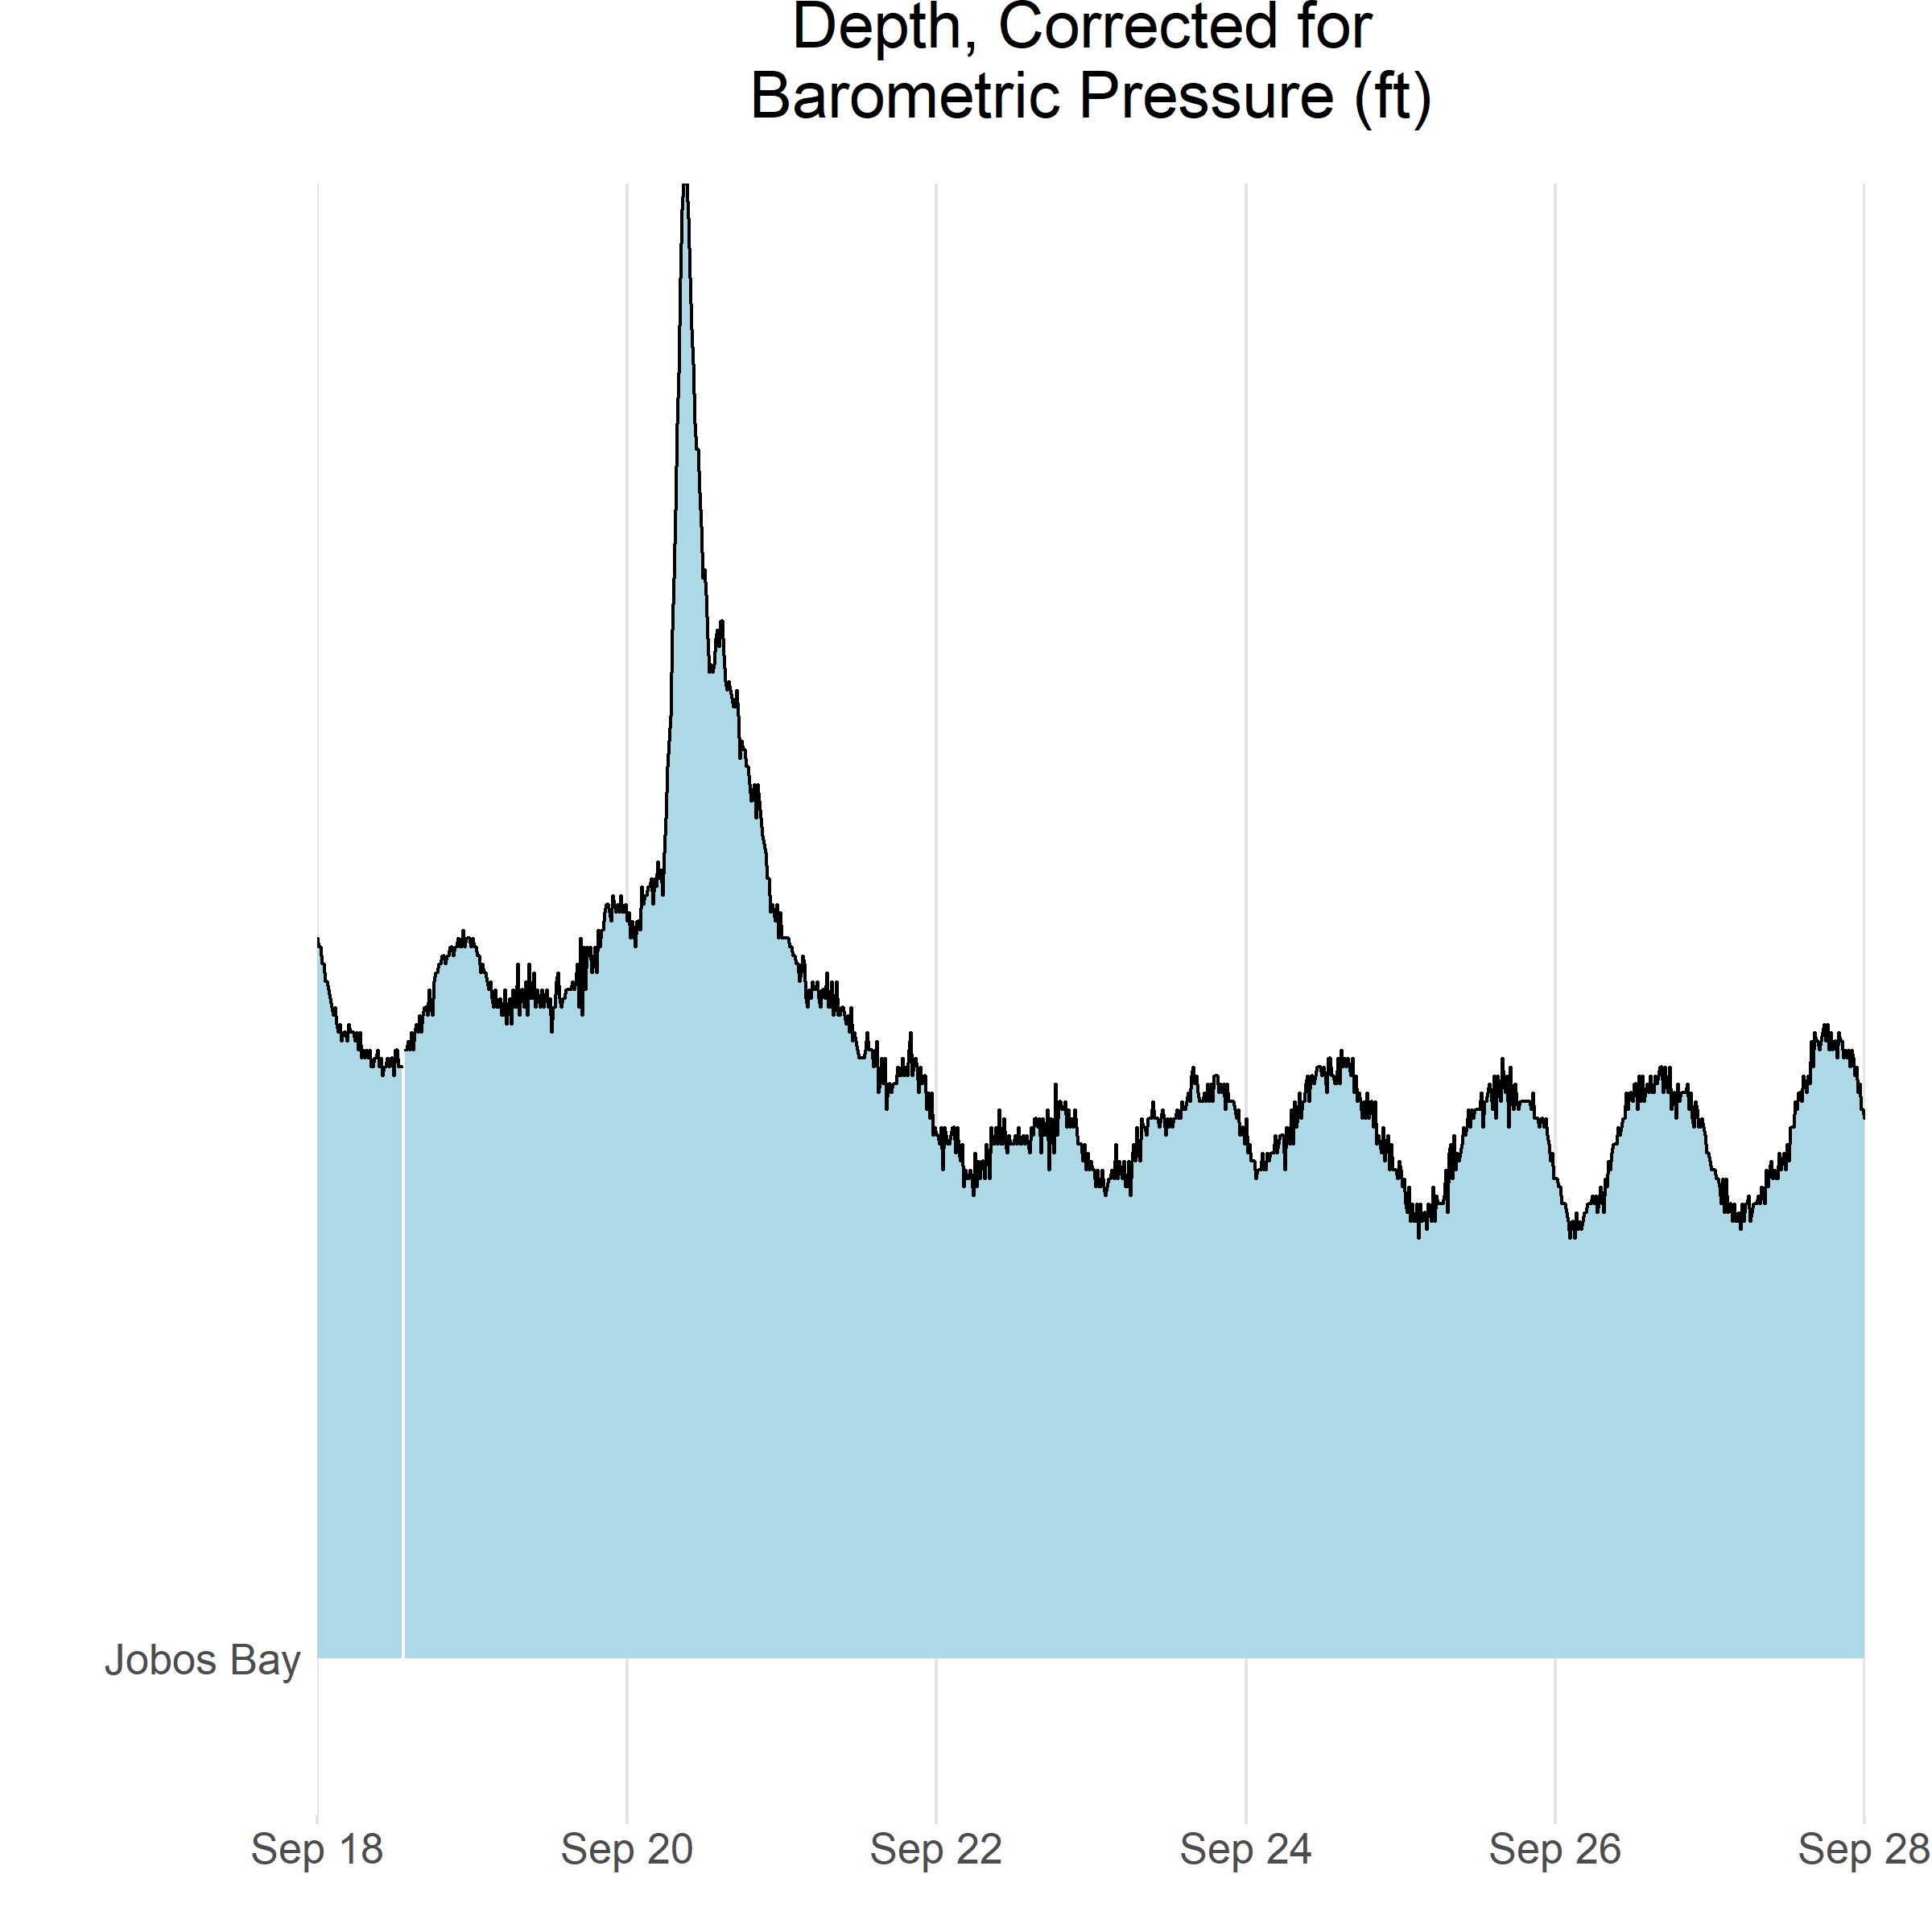 Depth, Corrected for
Barometric Pressure (ft)
Jobos Bay
Sep 18
Sep 20
Sep 22
Sep 24
Sep 26
Sep 28